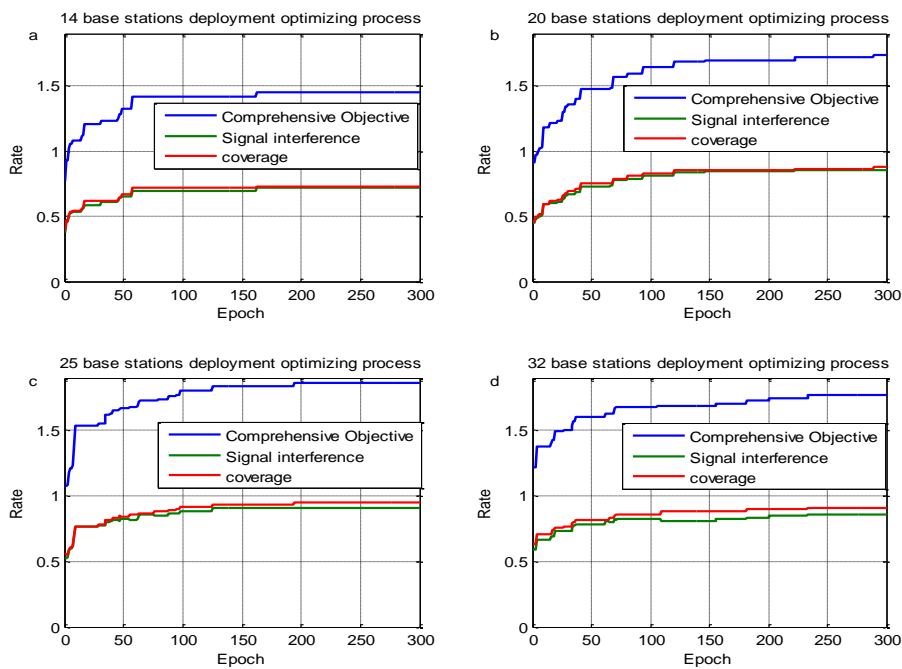 14 base stations deployment optimizing process
a
1.5
1
0.5
0
Rate
Comprehensive Objective
Signal interference
coverage
0 50 100 150 200 250 300
Epoch
20 base stations deployment optimizing process
b
1.5
1
0.5
0
Rate
Comprehensive Objective
Signal interference
coverage
0 50 100 150 200 250 300
Epoch
25 base stations deployment optimizing process
c
1.5
1
0.5
0
Rate
Comprehensive Objective
Signal interference
coverage
0 50 100 150 200 250 300
Epoch
32 base stations deployment optimizing process
d
1.5
1
0.5
0
Rate
Comprehensive Objective
Signal interference
coverage
0 50 100 150 200 250 300
Epoch